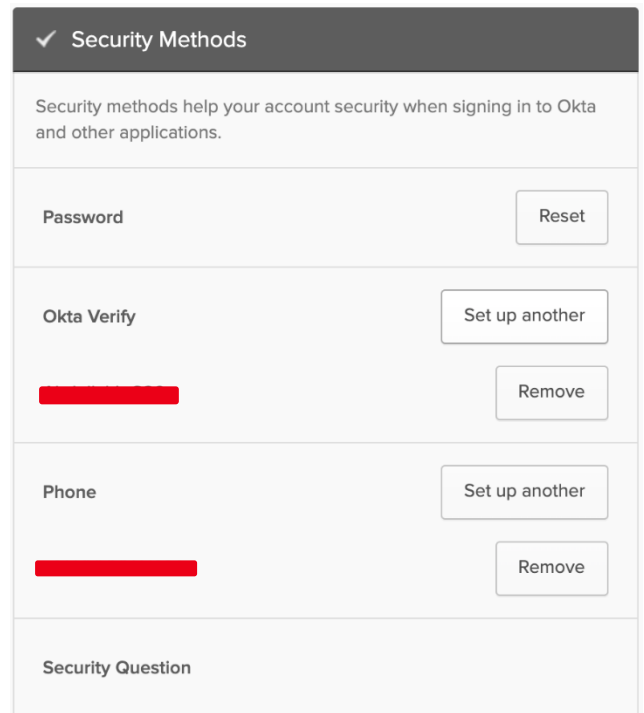 Security Methods
Security methods help your account security when signing in to Okta
and other applications.
Password
Reset
Okta Verify
Set up another
Remove
Phone
Set up another
Remove
Security Question